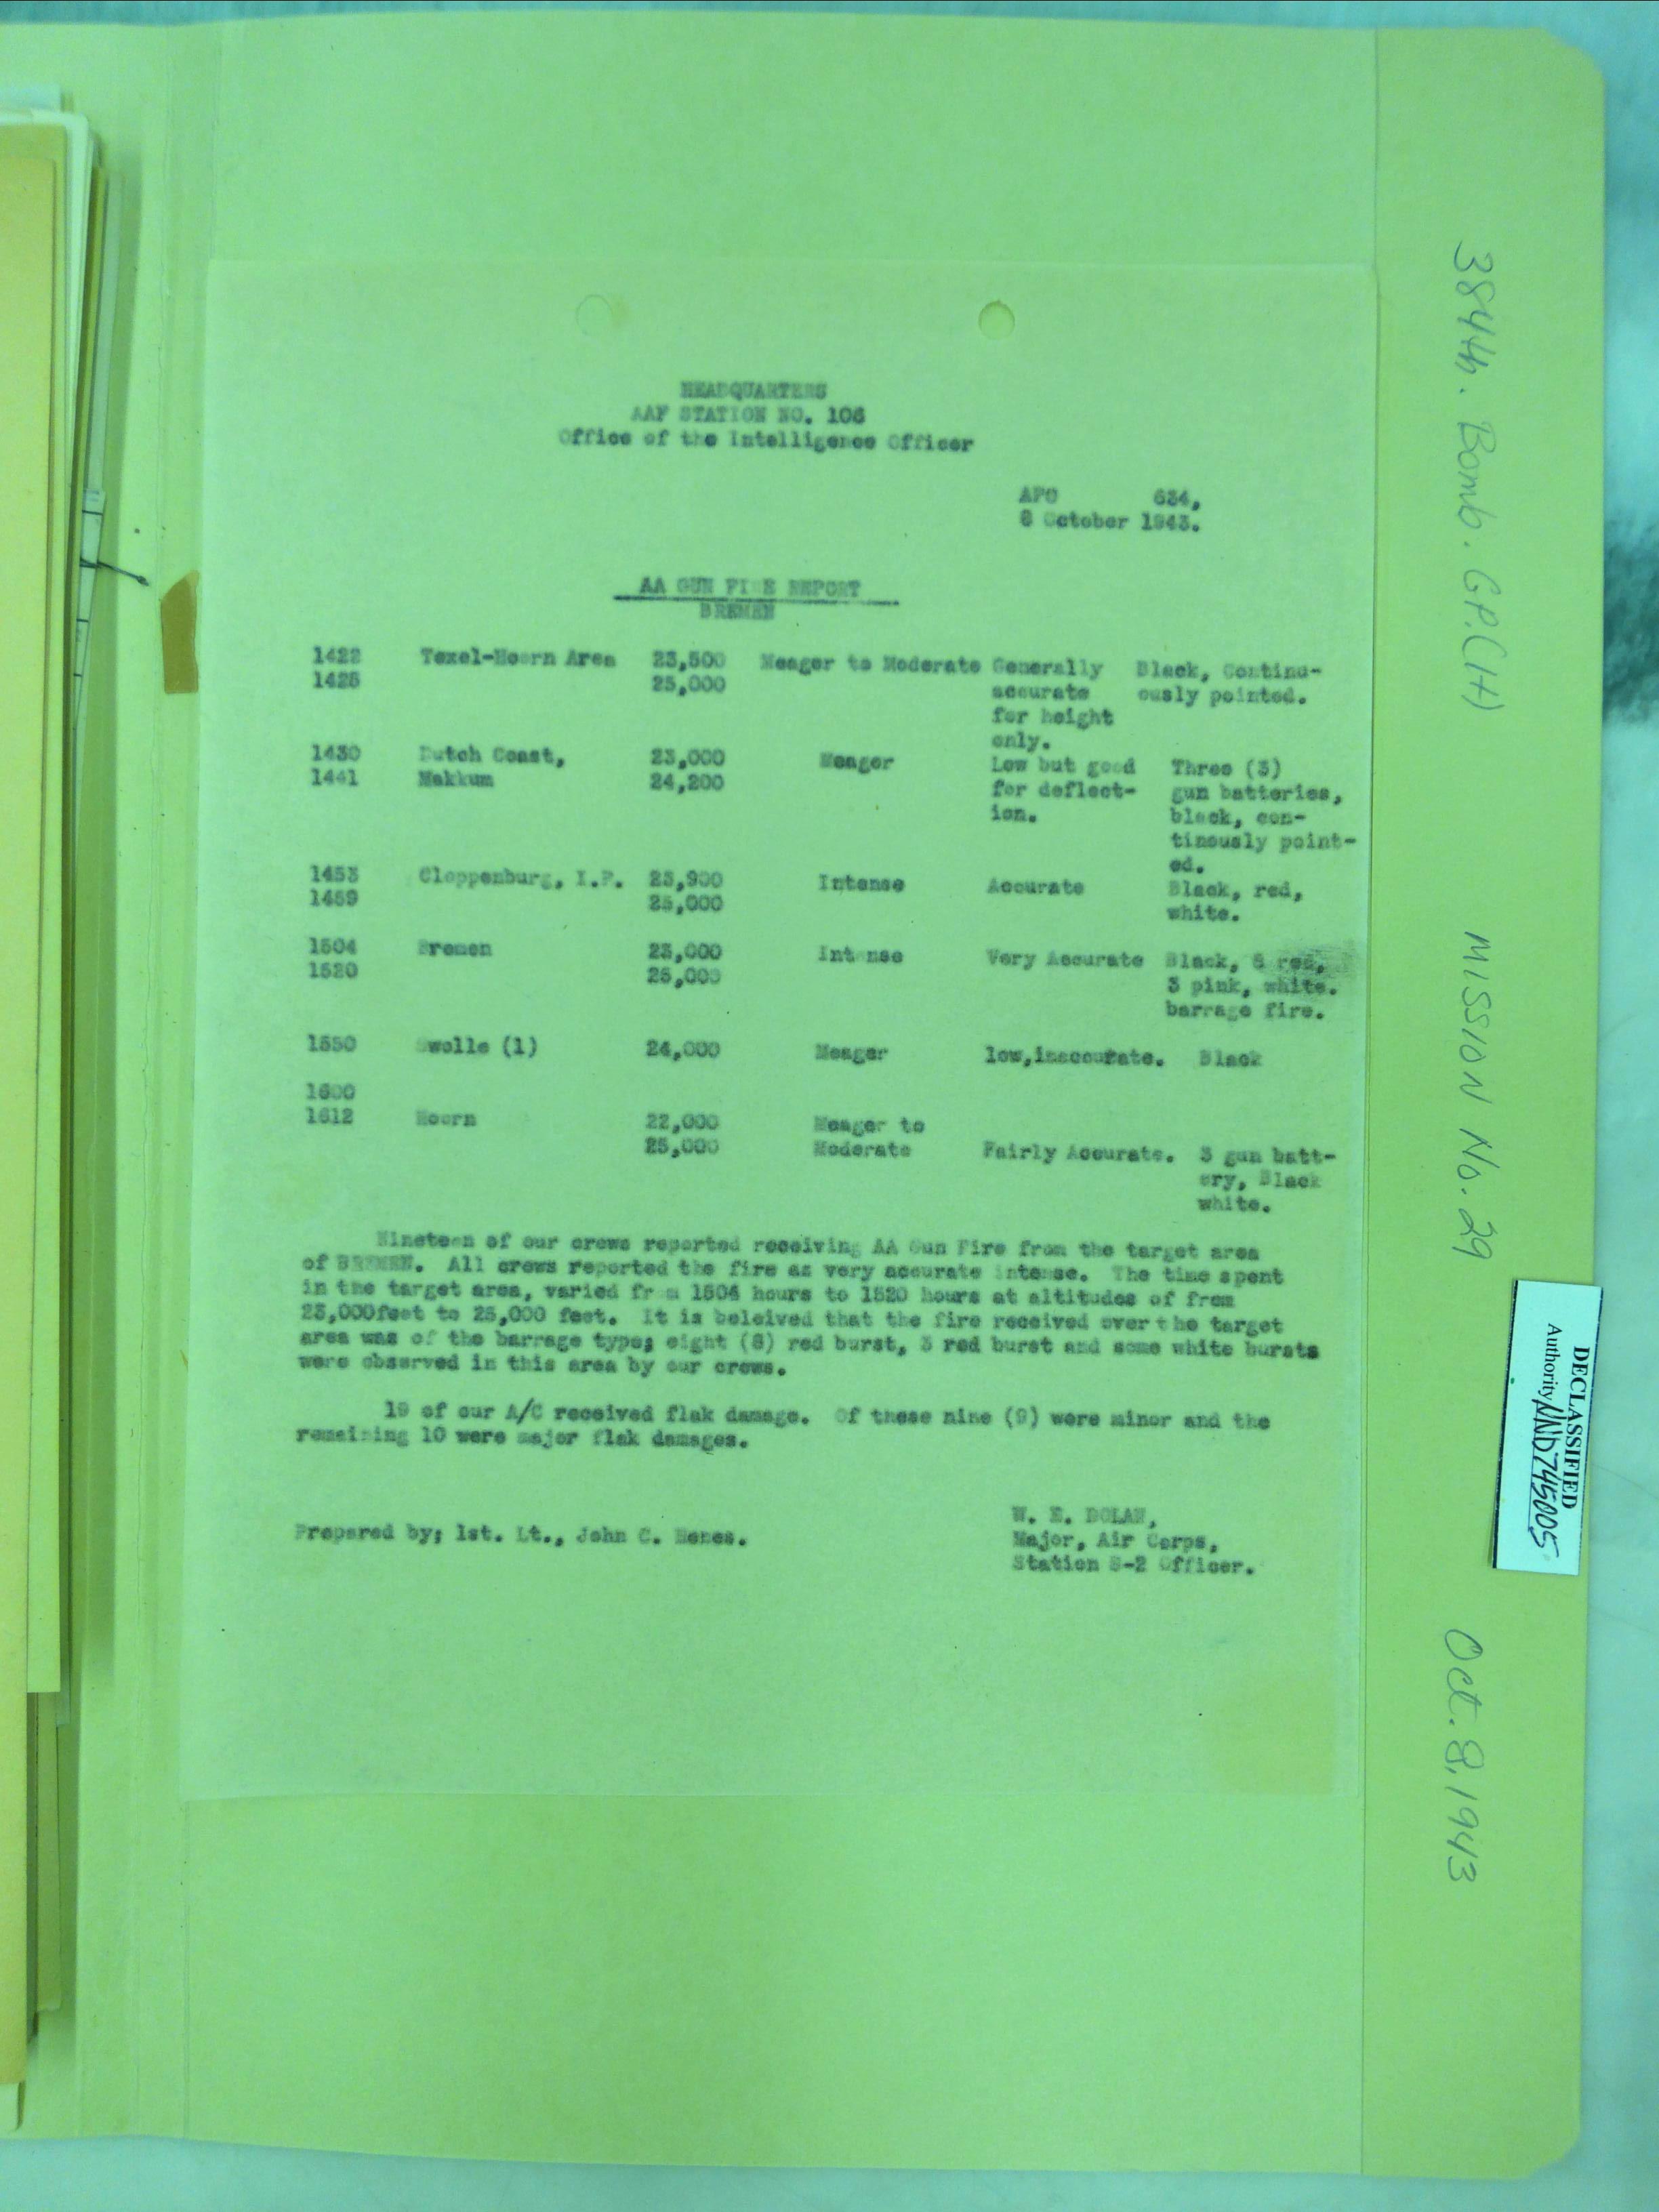 HEADQUARTERS
AAF STATION NO. 106
Office of the Intelligence Officer
APO 634,
8 October 1943.
AA GUN FIRE REPORT
BREMEN
1422 Texel-Hoorn Area 23,500 Meager to Moderate Generally Black, Continu-
1425 25,000 accurate ously pointed.
for height
only.
1430 Dutch Coast, 23,000 Meager Low but good Three (3)
1441 Makkum 24,200 for deflect- gun batteries,
ion. black, con-
tinously point-
ed.
1453 Cloppenburg, I.P. 23,900 Intense Accurate Black, red,
1459 25,000 white.
1504 Bremen 23,000 Intense Very Accurate Black, 8 red,
1520 25,000 3 pink, white.
barrage fire.
1550 Zwolle (1) 24,000 Meager low,inaccurate. Black
1600
1612 Hoorn 22,000 Meager to
25,000 Moderate Fairly Accurate. 3 gun batt-
ery, Black
white.
Nineteen of our crews reported receiving AA Gun Fire from the target area
of BREMEN. All crews reported the fire as very accurate intense. The time spent
in the target area, varied from 1504 hours to 1520 hours at altitudes of from
23,000feet to 25,000 feet. It is beleived that the fire received over the target
area was of the barrage type; eight (8) red burst, 3 red burst and some white bursts
were observed in this area by our crews.
19 of our A/C received flak damage. Of these nine (9) were minor and the
remaining 10 were major flak damages.
Prepared by; 1st. Lt., John C. Henes.
W. E. DOLAN,
Major, Air Corps,
Station S-2 Officer.
384th. Bomb. GP.(H) MISSION No. 29 Oct. 8, 1943
DECLASSIFIED
Authority NND745005